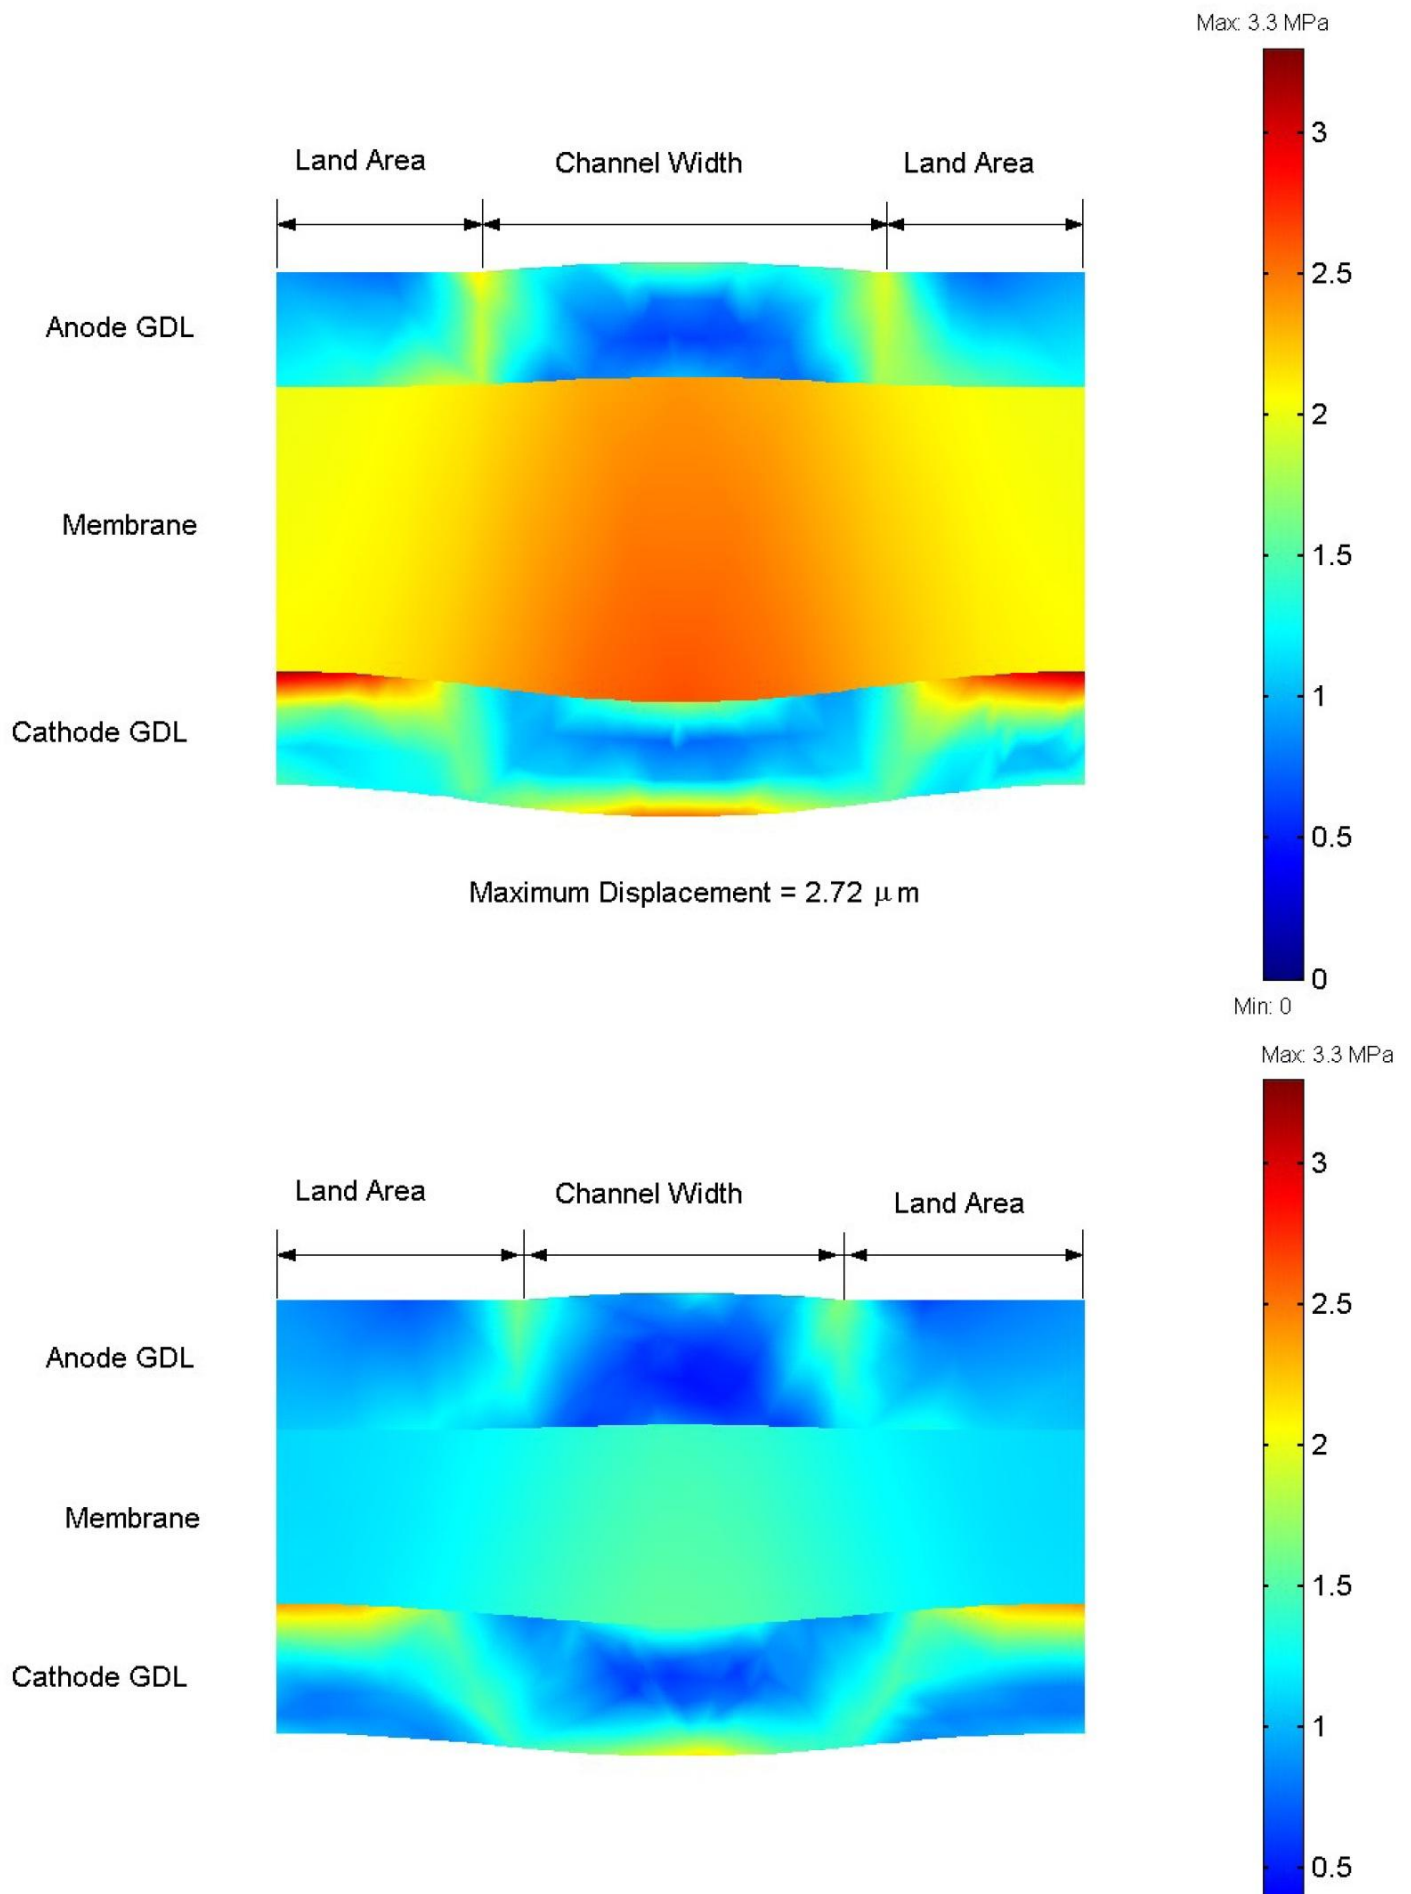 Max: 3.3 MPa
3
Land Area Channel Width Land Area
2.5
Anode GDL
2
Membrane
1.5
1
Cathode GDL
0.5
Maximum Displacement = 2.72 μm
0
Min: 0
Max: 3.3 MPa
3
Land Area Channel Width Land Area
2.5
Anode GDL
2
Membrane
1.5
Cathode GDL
1
0.5